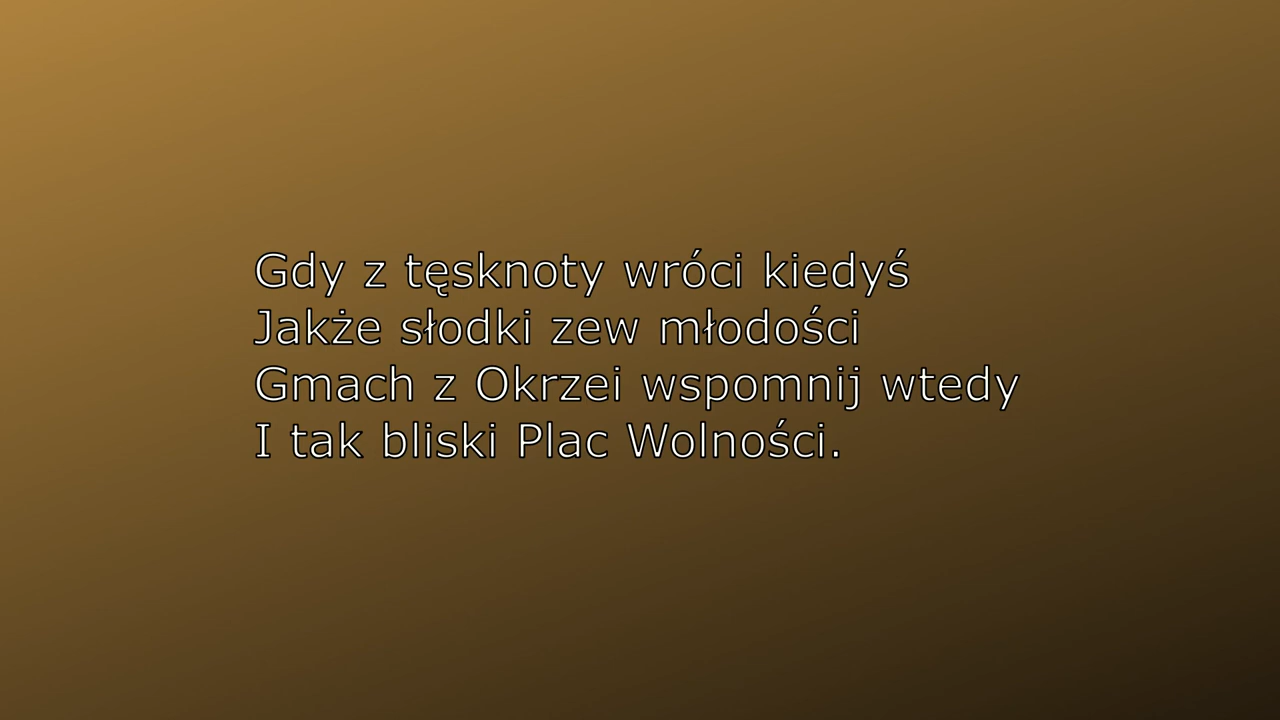 Gdy z tęsknoty wróci kiedyś
Jakże słodki zew młodości
Gmach z Okrzei wspomnij wtedy
I tak bliski Plac Wolności.